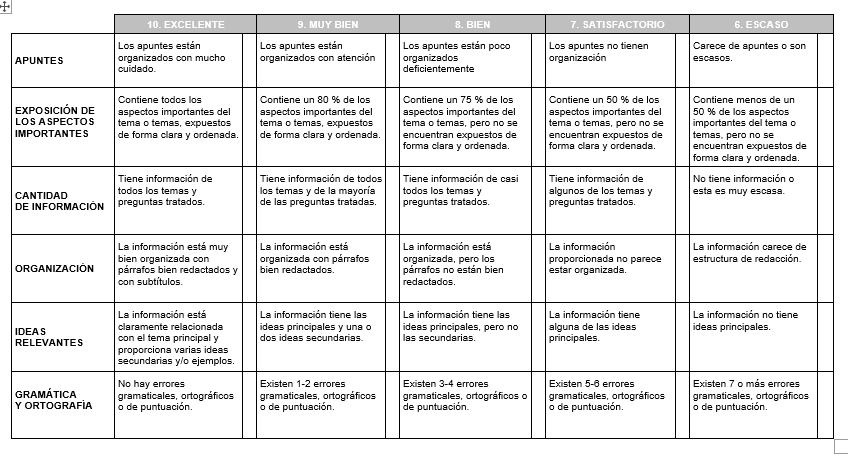 10. EXCELENTE 9. MUY BIEN 8. BIEN 7. SATISFACTORIO 6. ESCASO
APUNTES
Los apuntes están
organizados con mucho
cuidado.
Los apuntes están
organizados con atención
Los apuntes están poco
organizados
deficientemente
Los apuntes no tienen
organización
Carece de apuntes o son
escasos.
EXPOSICIÓN DE
LOS ASPECTOS
IMPORTANTES
Contiene todos los
aspectos importantes del
tema o temas, expuestos
de forma clara y ordenada.
Contiene un 80 % de los
aspectos importantes del
tema o temas, expuestos
de forma clara y ordenada.
Contiene un 75 % de los
aspectos importantes del
tema o temas, pero no se
encuentran expuestos de
forma clara y ordenada.
Contiene un 50 % de los
aspectos importantes del
tema o temas, pero no se
encuentran expuestos de
forma clara y ordenada.
Contiene menos de un
50 % de los aspectos
importantes del tema o
temas, pero no se
encuentran expuestos de
forma clara y ordenada.
CANTIDAD
DE INFORMACIÓN
Tiene información de
todos los temas y
preguntas tratados.
Tiene información de todos
los temas y de la mayoría
de las preguntas tratadas.
Tiene información de casi
todos los temas y
preguntas tratados.
Tiene información de
algunos de los temas y
preguntas tratados.
No tiene información o
esta es muy escasa.
ORGANIZACIÓN
La información está muy
bien organizada con
párrafos bien redactados y
con subtítulos.
La información está
organizada con párrafos
bien redactados.
La información está
organizada, pero los
párrafos no están bien
redactados.
La información
proporcionada no parece
estar organizada.
La información carece de
estructura de redacción.
IDEAS
RELEVANTES
La información está
claramente relacionada
con el tema principal y
proporciona varias ideas
secundarias y/o ejemplos.
La información tiene las
ideas principales y una o
dos ideas secundarias.
La información tiene las
ideas principales, pero no
las secundarias.
La información tiene
alguna de las ideas
principales.
La información no tiene
ideas principales.
GRAMÁTICA
Y ORTOGRAFÍA
No hay errores
gramaticales, ortográficos
o de puntuación.
Existen 1-2 errores
gramaticales, ortográficos
o de puntuación.
Existen 3-4 errores
gramaticales, ortográficos o
de puntuación.
Existen 5-6 errores
gramaticales, ortográficos
o de puntuación.
Existen 7 o más errores
gramaticales, ortográficos
o de puntuación.